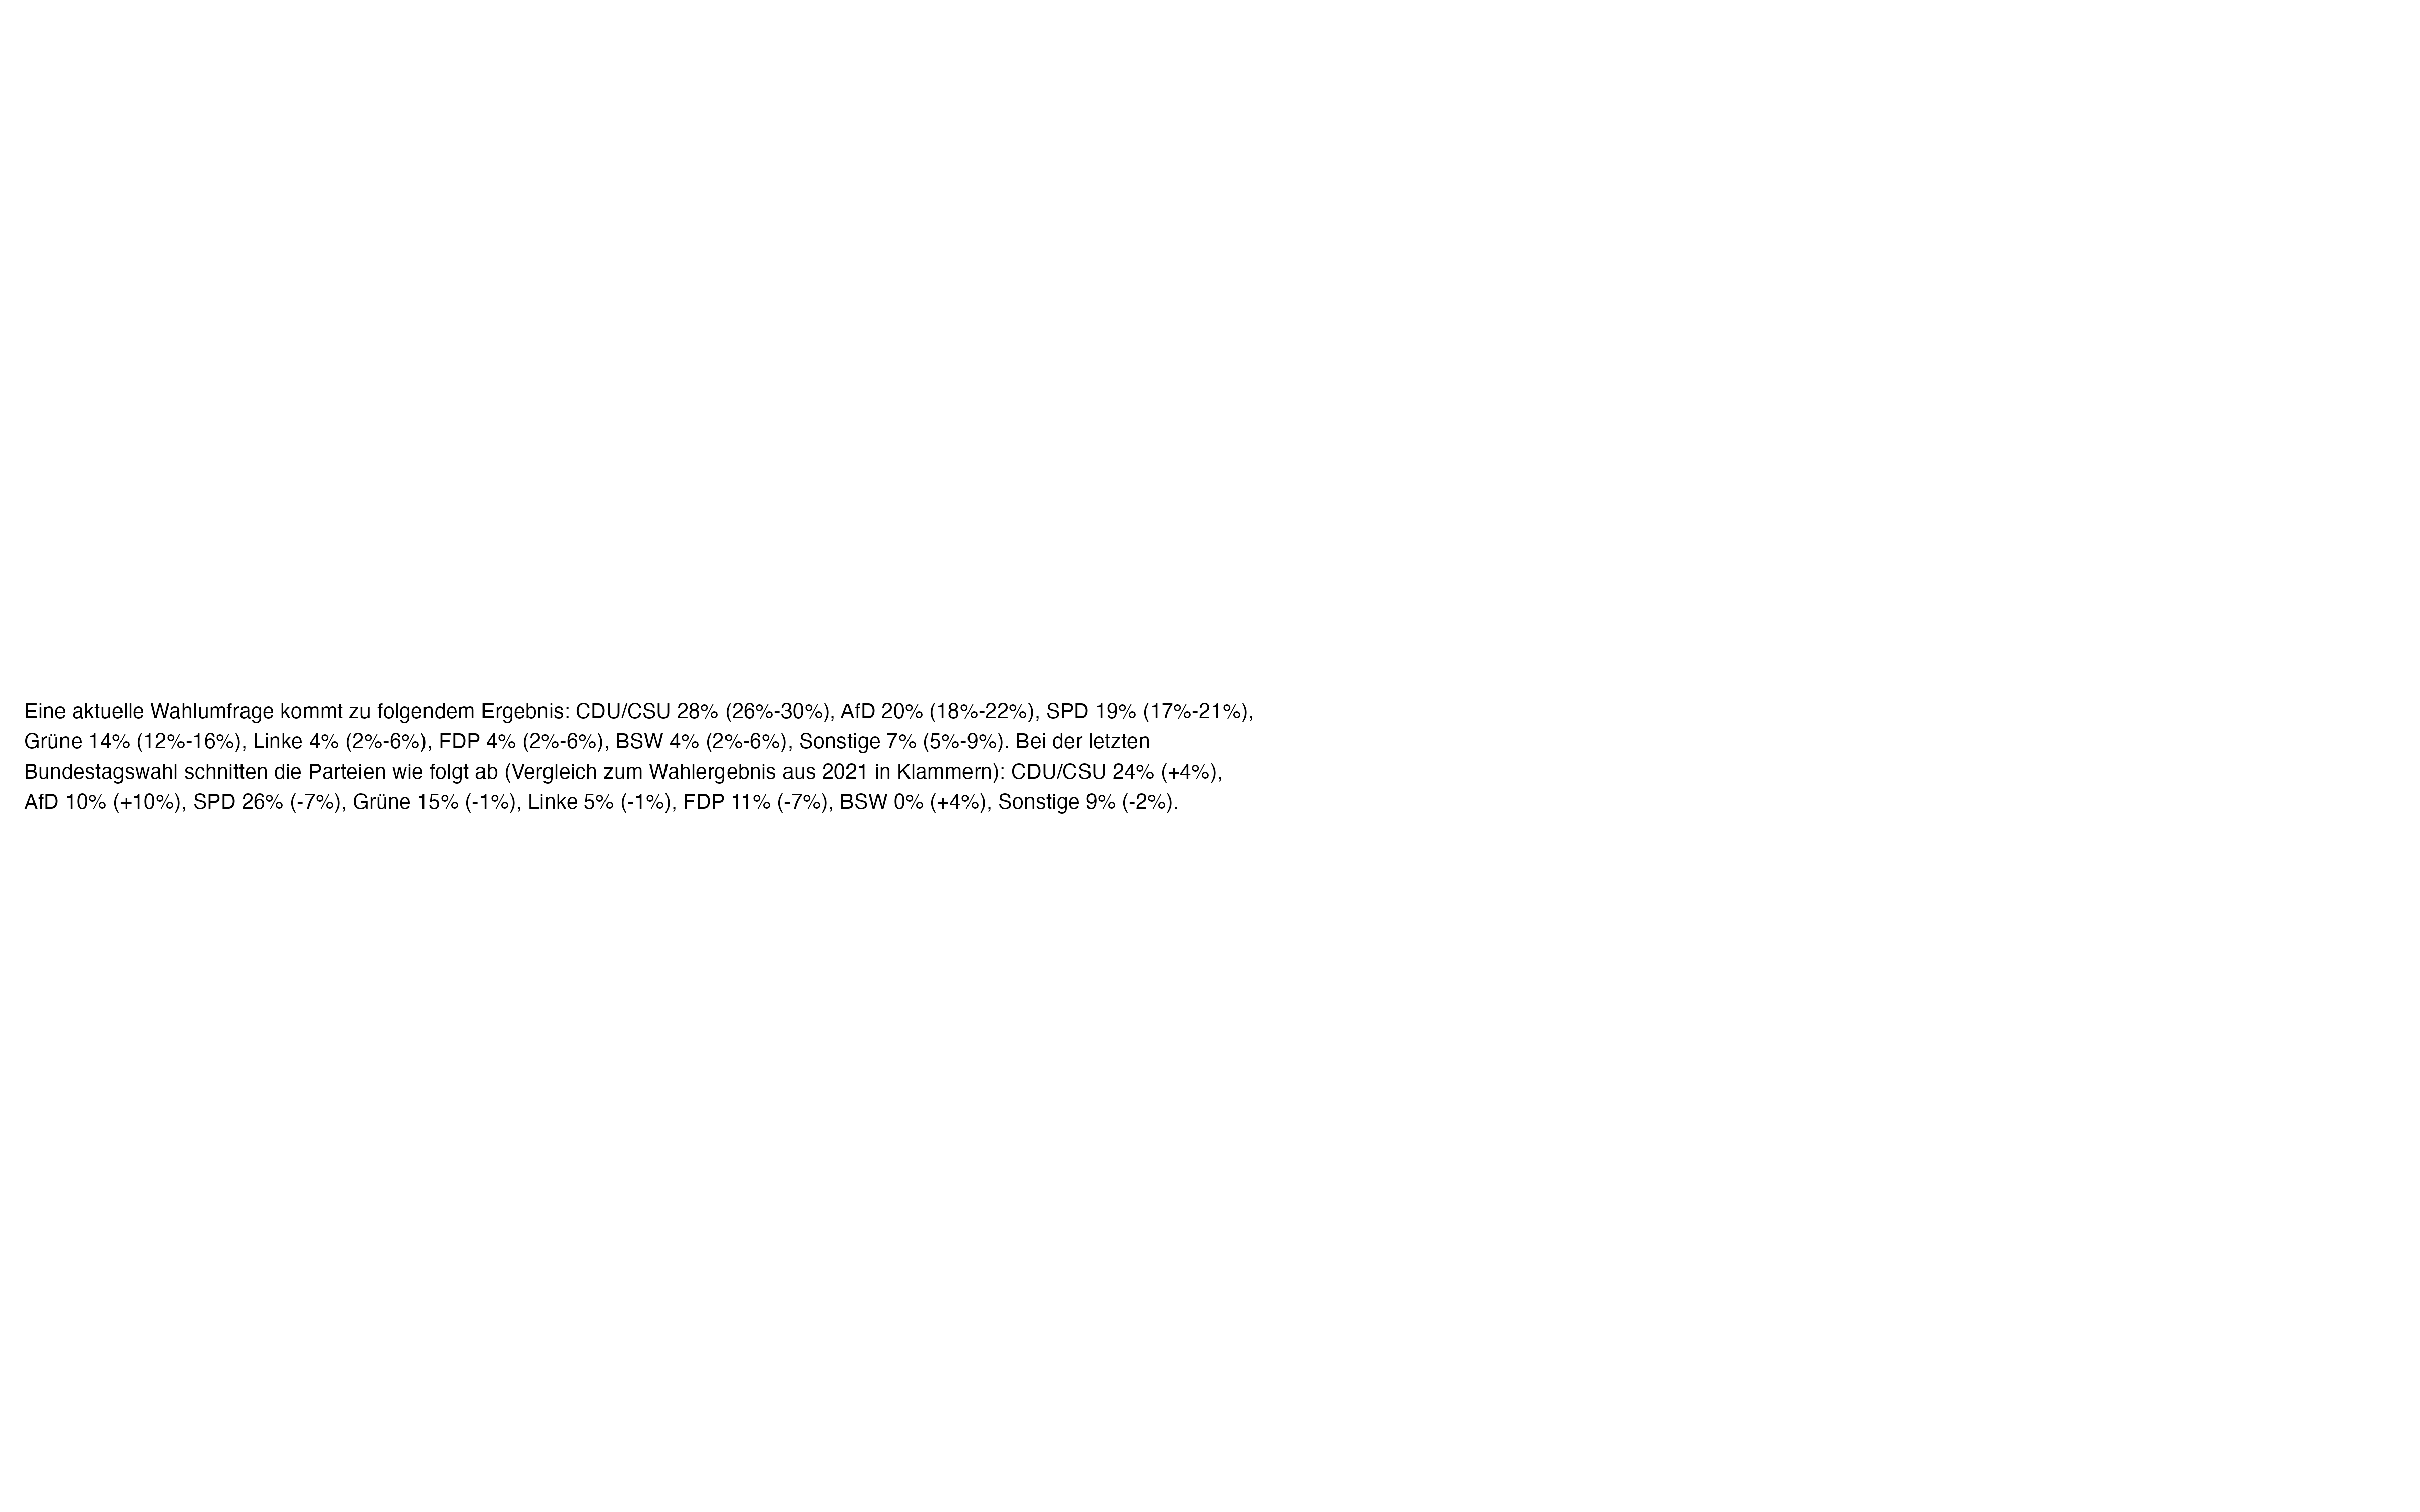 Eine aktuelle Wahlumfrage kommt zu folgendem Ergebnis: CDU/CSU 28% (26%-30%), AfD 20% (18%-22%), SPD 19% (17%-21%),
Grüne 14% (12%-16%), Linke 4% (2%-6%), FDP 4% (2%-6%), BSW 4% (2%-6%), Sonstige 7% (5%-9%). Bei der letzten
Bundestagswahl schnitten die Parteien wie folgt ab (Vergleich zum Wahlergebnis aus 2021 in Klammern): CDU/CSU 24% (+4%),
AfD 10% (+10%), SPD 26% (-7%), Grüne 15% (-1%), Linke 5% (-1%), FDP 11% (-7%), BSW 0% (+4%), Sonstige 9% (-2%).